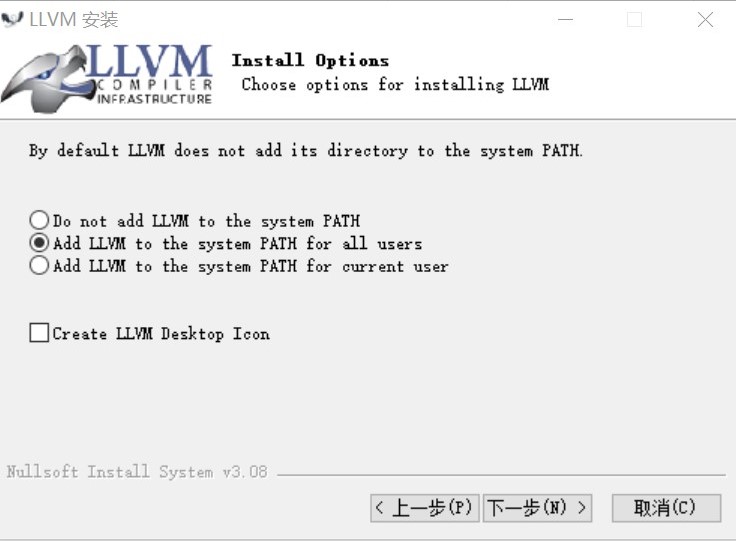 LLVM 安装
LLVM
COMPILER
INFRASTRUCTURE
Install Options
Choose options for installing LLVM
By default LLVM does not add its directory to the system PATH.
Do not add LLVM to the system PATH
Add LLVM to the system PATH for all users
Add LLVM to the system PATH for current user
Create LLVM Desktop Icon
Nullsoft Install System v3.08
< 上一步(P) 下一步(N) > 取消(C)